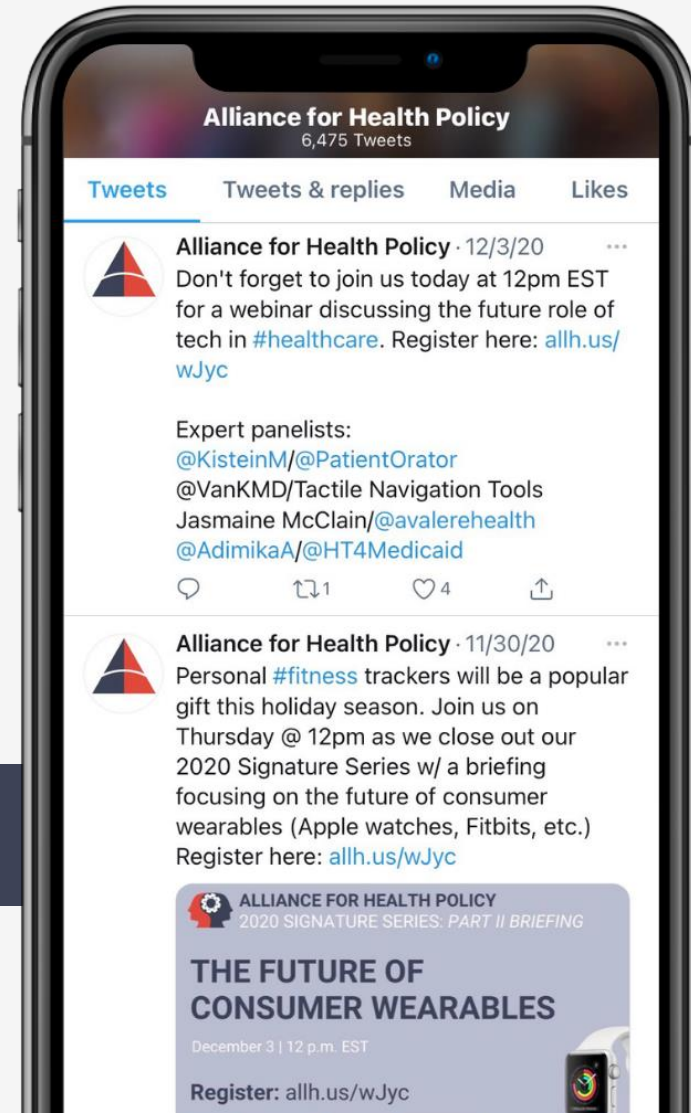 Alliance for Health Policy
6,475 Tweets
Tweets Tweets & replies Media Likes
Alliance for Health Policy · 12/3/20 ...
Don't forget to join us today at 12pm EST
for a webinar discussing the future role of
tech in #healthcare. Register here: allh.us/
wJyc
Expert panelists:
@KisteinM/@PatientOrator
@VanKMD/Tactile Navigation Tools
Jasmaine McClain/@avalerehealth
@AdimikaA/@HT4Medicaid
1 4
Alliance for Health Policy · 11/30/20 ...
Personal #fitness trackers will be a popular
gift this holiday season. Join us on
Thursday @ 12pm as we close out our
2020 Signature Series w/ a briefing
focusing on the future of consumer
wearables (Apple watches, Fitbits, etc.)
Register here: allh.us/wJyc
ALLIANCE FOR HEALTH POLICY
2020 SIGNATURE SERIES: PART II BRIEFING
THE FUTURE OF
CONSUMER WEARABLES
December 3 | 12 p.m. EST
Register: allh.us/wJyc